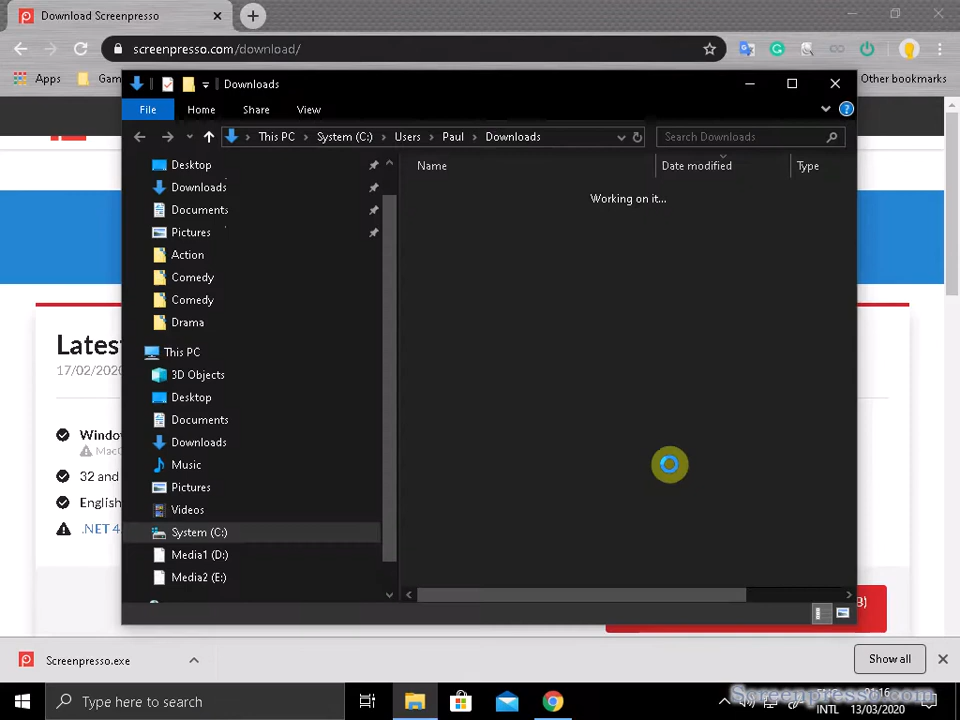 Download Screenpresso
screenpresso.com/download/
Apps
Gam
Other bookmarks
Downloads
File Home Share View
This PC System (C:) Users Paul Downloads
Search Downloads
Name Date modified Type
Working on it...
Desktop
Downloads
Documents
Pictures
Action
Comedy
Comedy
Drama
This PC
3D Objects
Desktop
Documents
Downloads
Music
Pictures
Videos
System (C:)
Media1 (D:)
Media2 (E:)
Latest
17/02/2020
Windo
MacO
32 and
English
.NET 4.
B)
Screenpresso.exe
Show all
Type here to search
Screenpresso.com
INTL
13/03/2020